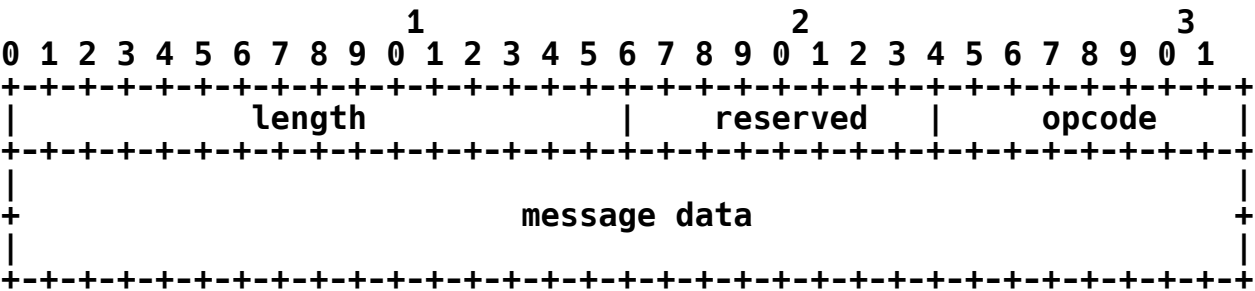 1                   2                   3
0 1 2 3 4 5 6 7 8 9 0 1 2 3 4 5 6 7 8 9 0 1 2 3 4 5 6 7 8 9 0 1
+-+-+-+-+-+-+-+-+-+-+-+-+-+-+-+-+-+-+-+-+-+-+-+-+-+-+-+-+-+-+-+-+
|            length             |    reserved   |     opcode    |
+-+-+-+-+-+-+-+-+-+-+-+-+-+-+-+-+-+-+-+-+-+-+-+-+-+-+-+-+-+-+-+-+
|                                                               |
+                          message data                         +
|                                                               |
+-+-+-+-+-+-+-+-+-+-+-+-+-+-+-+-+-+-+-+-+-+-+-+-+-+-+-+-+-+-+-+-+